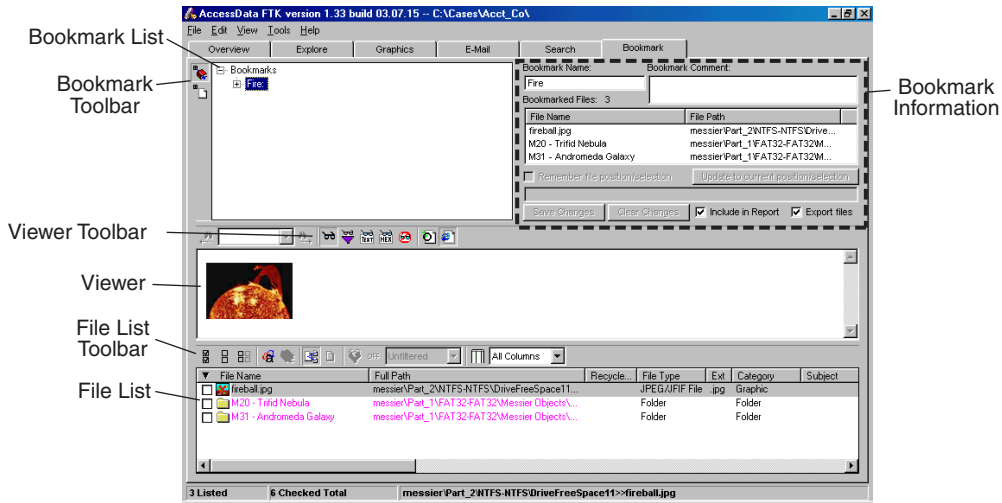 AccessData FTK version 1.33 build 03.07.15 -- C:\Cases\Acct_Co\
File Edit View Tools Help
Overview Explore Graphics E-Mail Search Bookmark
Bookmark List
Bookmark
Toolbar
Bookmarks
Fire
Bookmark Name: Bookmark Comment:
Fire
Bookmarked Files: 3
File Name File Path
fireball.jpg messier\Part_2\NTFS-NTFS\Drive...
M20 - Trifid Nebula messier\Part_1\FAT32-FAT32\M...
M31 - Andromeda Galaxy messier\Part_1\FAT32-FAT32\M...
Remember file position/selection Update to current position/selection
Save Changes Clear Changes Include in Report Export files
Bookmark
Information
Viewer Toolbar
TEXT HEX
Viewer
File List
Toolbar
OFF Unfiltered All Columns
File List
File Name Full Path Recycle... File Type Ext Category Subject
fireball.jpg messier\Part_2\NTFS-NTFS\DriveFreeSpace11... JPEG/JFIF File .jpg Graphic
M20 - Trifid Nebula messier\Part_1\FAT32-FAT32\Messier Objects\... Folder Folder
M31 - Andromeda Galaxy messier\Part_1\FAT32-FAT32\Messier Objects\... Folder Folder
3 Listed 6 Checked Total messier\Part_2\NTFS-NTFS\DriveFreeSpace11>>fireball.jpg